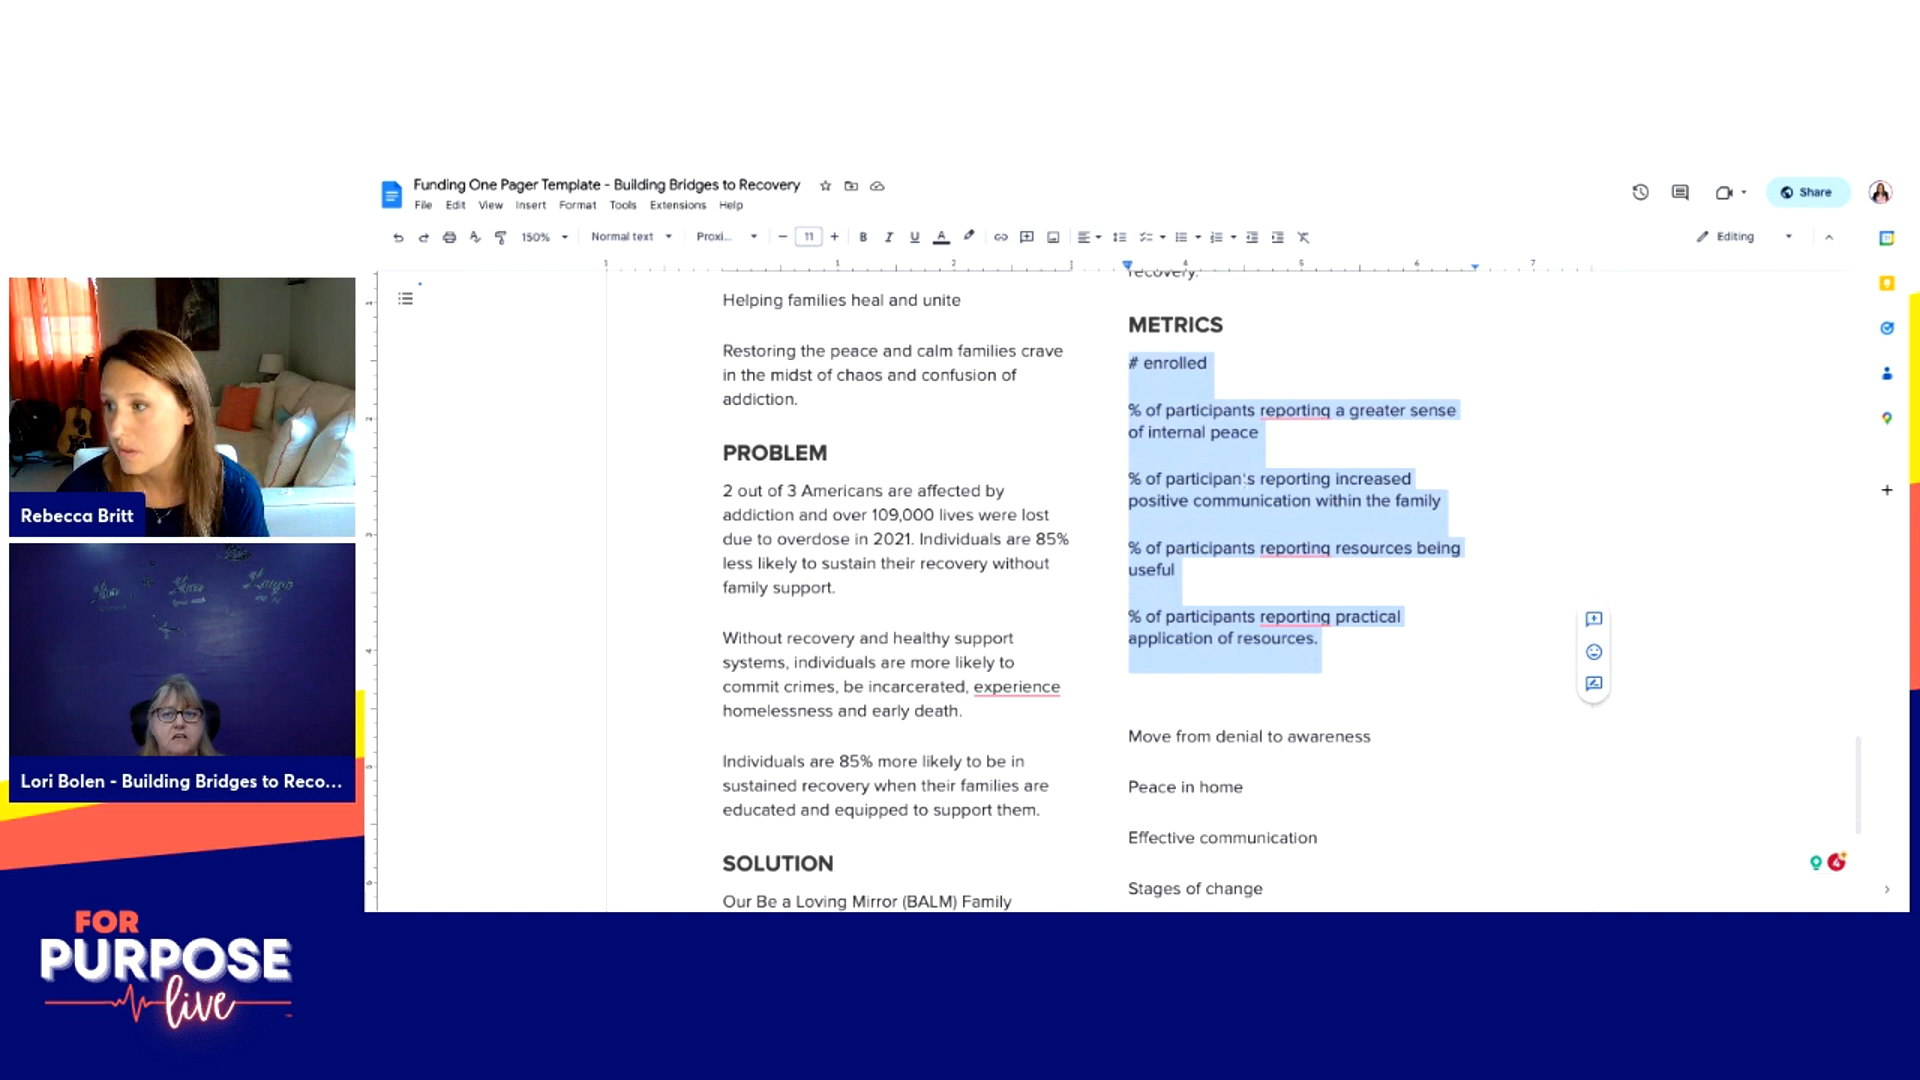 Funding One Pager Template - Building Bridges to Recovery
File Edit View Insert Format Tools Extensions Help
Share
150% Normal text Proxi... 11 Editing
1 1 2 4 5 6 7
Helping families heal and unite
Restoring the peace and calm families crave
in the midst of chaos and confusion of
addiction.
PROBLEM
2 out of 3 Americans are affected by
addiction and over 109,000 lives were lost
due to overdose in 2021. Individuals are 85%
less likely to sustain their recovery without
family support.
Without recovery and healthy support
systems, individuals are more likely to
commit crimes, be incarcerated, experience
homelessness and early death.
Individuals are 85% more likely to be in
sustained recovery when their families are
educated and equipped to support them.
SOLUTION
Our Be a Loving Mirror (BALM) Family
recovery.
METRICS
# enrolled
% of participants reporting a greater sense
of internal peace
% of participants reporting increased
positive communication within the family
% of participants reporting resources being
useful
% of participants reporting practical
application of resources.
Move from denial to awareness
Peace in home
Effective communication
Stages of change
Rebecca Britt
Lori Bolen - Building Bridges to Reco...
FOR
PURPOSE
live